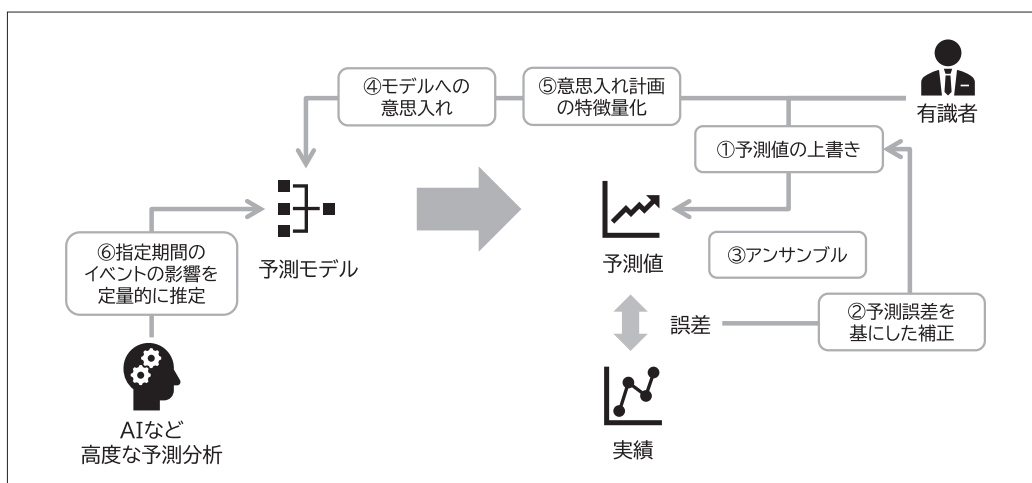 ④モデルへの
意思入れ
⑤意思入れ計画
の特徴量化
有識者
①予測値の上書き
⑥指定期間の
イベントの影響を
定量的に推定
予測モデル
予測値
③アンサンブル
誤差
②予測誤差を
基にした補正
AIなど
高度な予測分析
実績